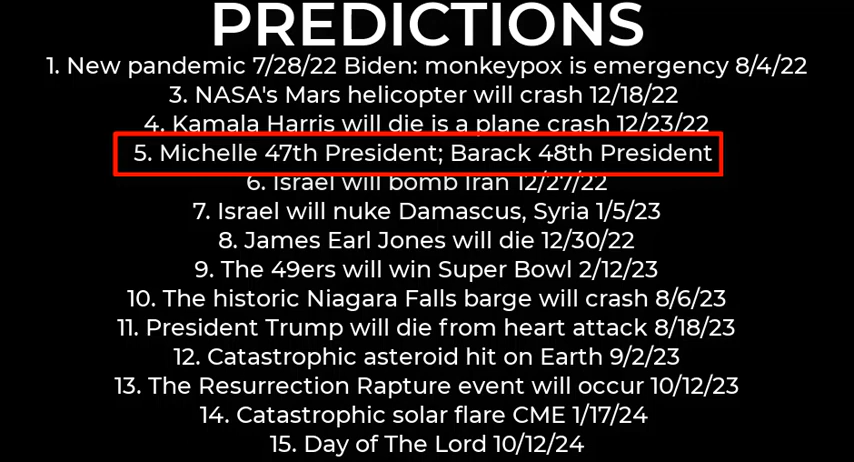 PREDICTIONS
1. New pandemic 7/28/22 Biden: monkeypox is emergency 8/4/22
3. NASA's Mars helicopter will crash 12/18/22
4. Kamala Harris will die is a plane crash 12/23/22
5. Michelle 47th President; Barack 48th President
6. Israel will bomb Iran 12/27/22
7. Israel will nuke Damascus, Syria 1/5/23
8. James Earl Jones will die 12/30/22
9. The 49ers will win Super Bowl 2/12/23
10. The historic Niagara Falls barge will crash 8/6/23
11. President Trump will die from heart attack 8/18/23
12. Catastrophic asteroid hit on Earth 9/2/23
13. The Resurrection Rapture event will occur 10/12/23
14. Catastrophic solar flare CME 1/17/24
15. Day of The Lord 10/12/24